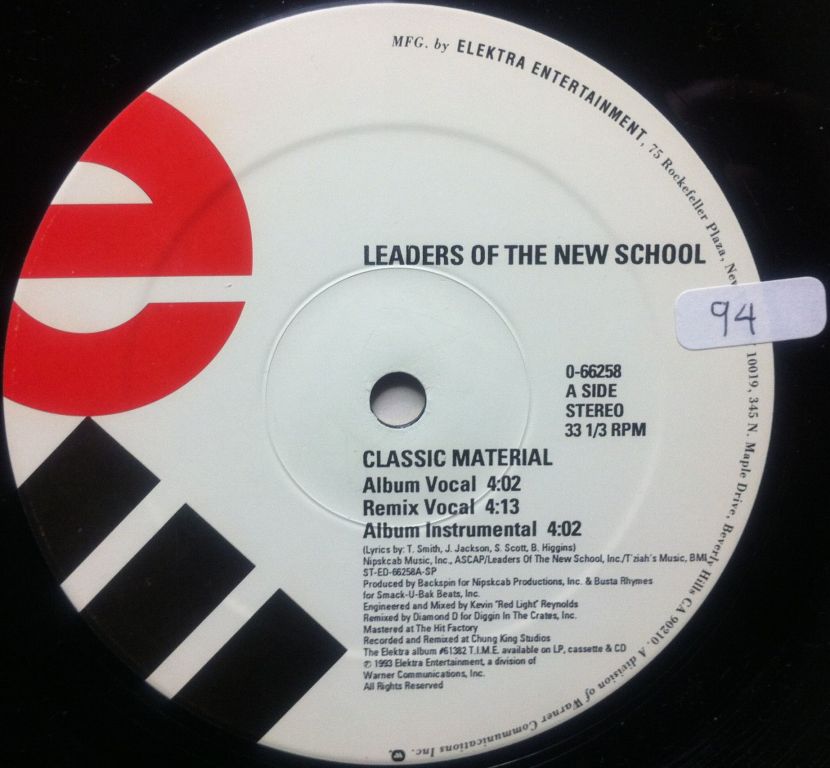 MFG. by ELEKTRA ENTERTAINMENT, 75 Rockefeller Plaza, New 10019, 345 N. Maple Drive, Beverly Hills CA 90210. A division of Warner Communications Inc.
LEADERS OF THE NEW SCHOOL
94
0-66258
A SIDE
STEREO
33 1/3 RPM
CLASSIC MATERIAL
Album Vocal 4:02
Remix Vocal 4:13
Album Instrumental 4:02
(Lyrics by: T. Smith, J. Jackson, S. Scott, B. Higgins)
Nipskcab Music, Inc., ASCAP/Leaders Of The New School, Inc./T'ziah's Music, BMI
ST-ED-66258A-SP
Produced by Backspin for Nipskcab Productions, Inc. & Busta Rhymes
for Smack-U-Bak Beats, Inc.
Engineered and Mixed by Kevin "Red Light" Reynolds
Remixed by Diamond D for Diggin In The Crates, Inc.
Mastered at The Hit Factory
Recorded and Remixed at Chung King Studios
The Elektra album #61382 T.I.M.E. available on LP, cassette & CD
℗ 1993 Elektra Entertainment, a division of
Warner Communications, Inc.
All Rights Reserved